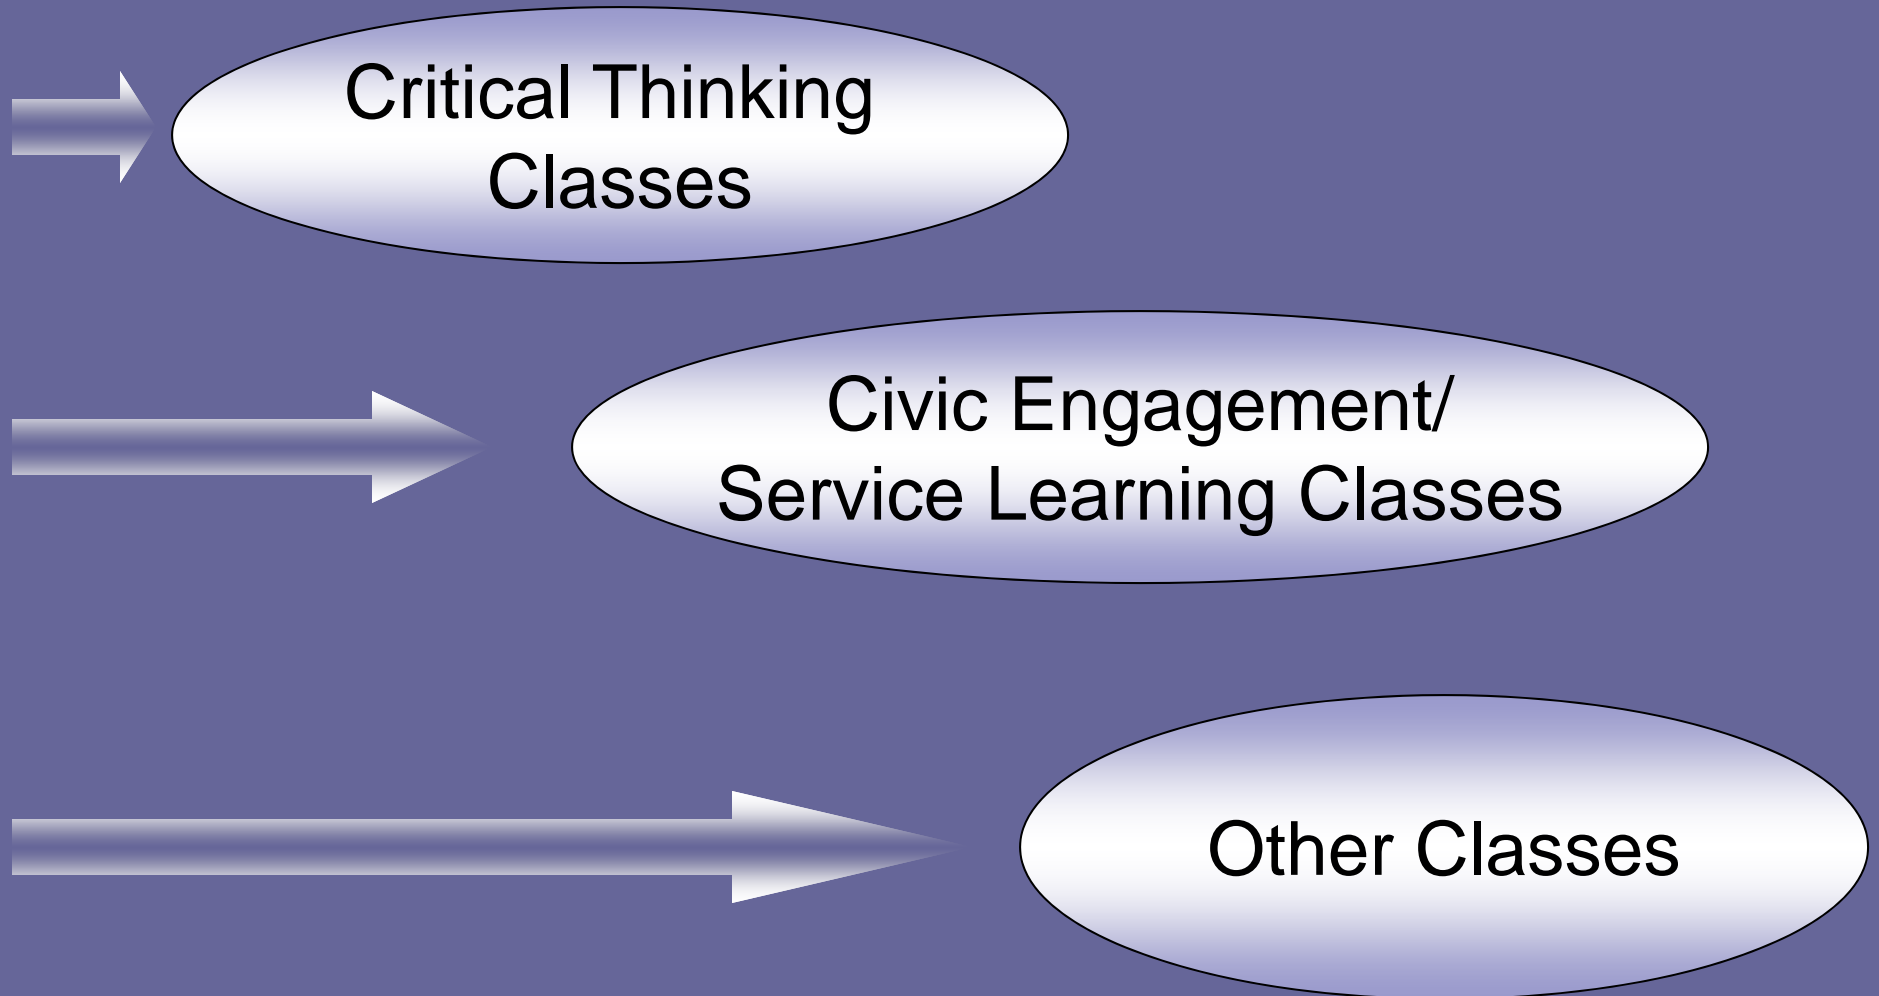 Critical Thinking
Classes
Civic Engagement/
Service Learning Classes
Other Classes